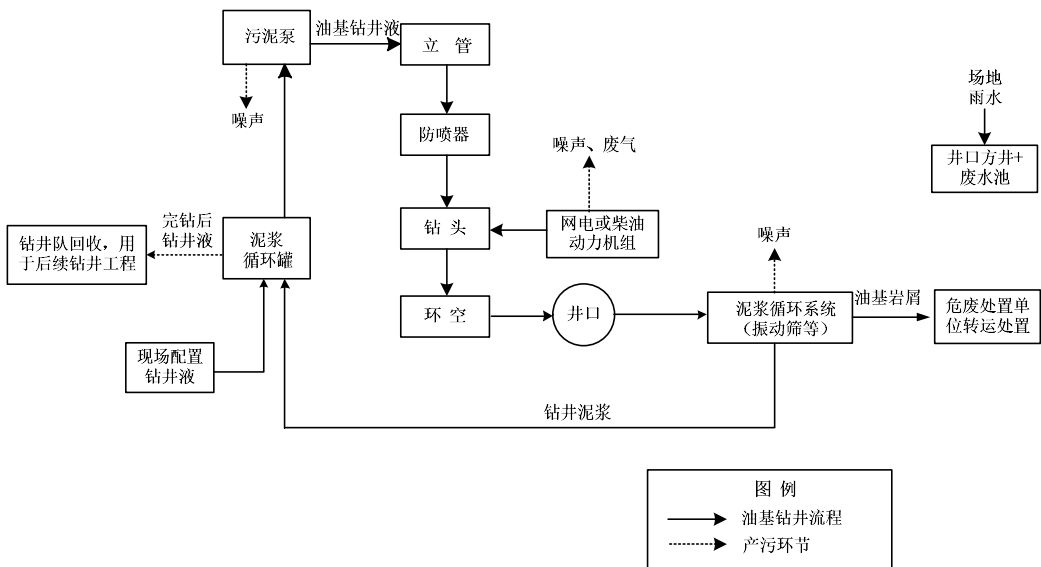 污泥泵
油基钻井液
立 管
噪声
防喷器
噪声、废气
场地
雨水
井口方井+
废水池
完钻后
钻井液
钻井队回收，用
于后续钻井工程
泥浆
循环罐
钻 头
网电或柴油
动力机组
噪声
环 空
井口
泥浆循环系统
（振动筛等）
油基岩屑
危废处置单
位转运处置
现场配置
钻井液
钻井泥浆
图 例
油基钻井流程
产污环节